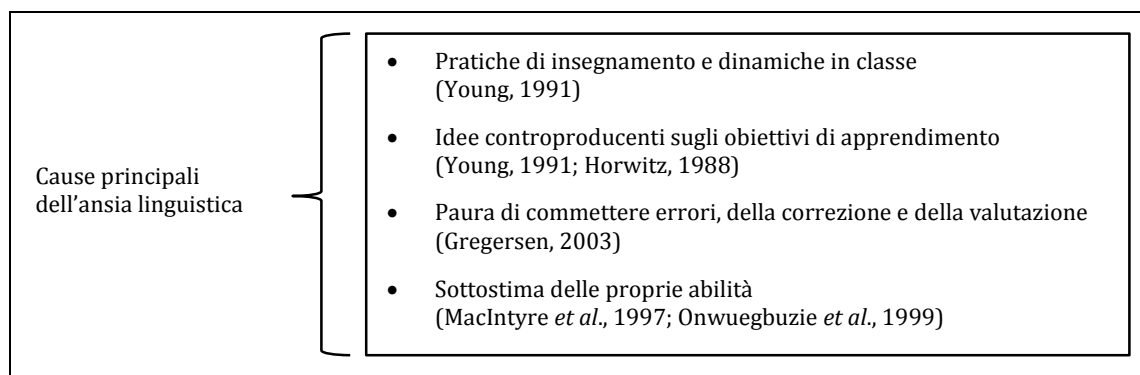 Cause principali
dell’ansia linguistica
• Pratiche di insegnamento e dinamiche in classe
(Young, 1991)
• Idee controproducenti sugli obiettivi di apprendimento
(Young, 1991; Horwitz, 1988)
• Paura di commettere errori, della correzione e della valutazione
(Gregersen, 2003)
• Sottostima delle proprie abilità
(MacIntyre et al., 1997; Onwuegbuzie et al., 1999)